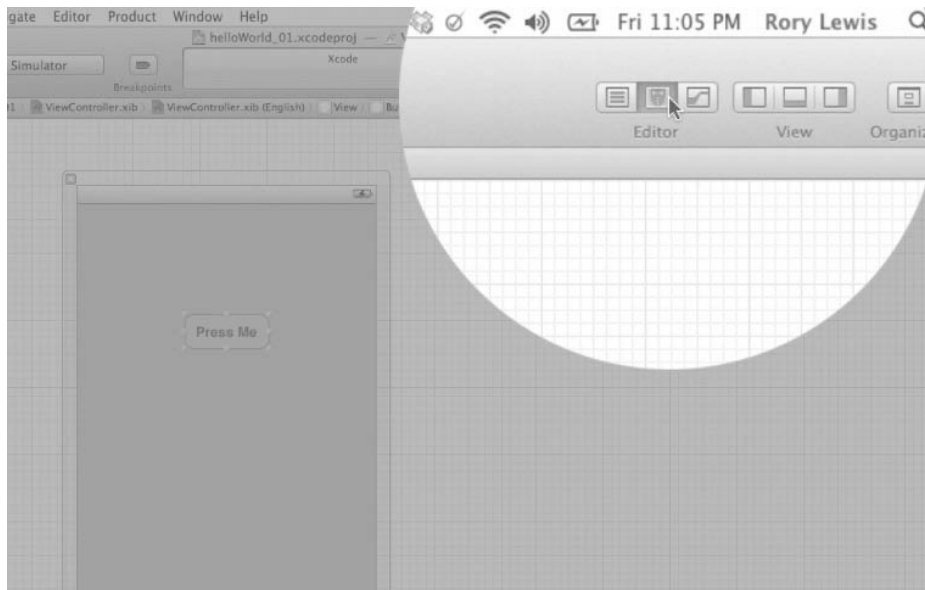 gate Editor Product Window Help
Fri 11:05 PM Rory Lewis
helloWorld_01.xcodeproj —
Simulator
Xcode
Breakpoints
ViewController.xib
ViewController.xib (English)
View
Bu
Editor
View
Organiz
Press Me